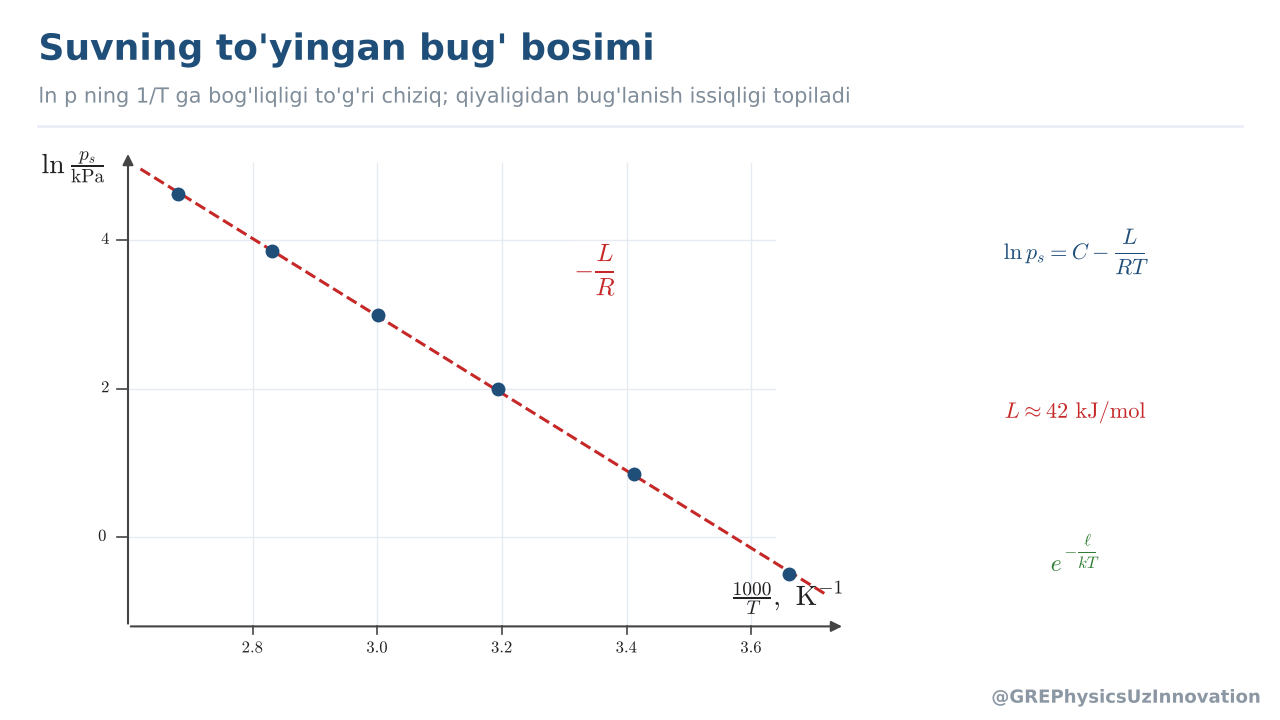 Suvning to'yingan bug' bosimi
ln p ning 1/T ga bog'liqligi to'g'ri chiziq; qiyaligidan bug'lanish issiqligi topiladi
ln p_s/kPa
4
2
0
−L/R
1000/T, K⁻¹
2.8 3.0 3.2 3.4 3.6
ln p_s = C − L/RT
L ≈ 42 kJ/mol
e^(−ℓ/kT)
@GREPhysicsUzInnovation